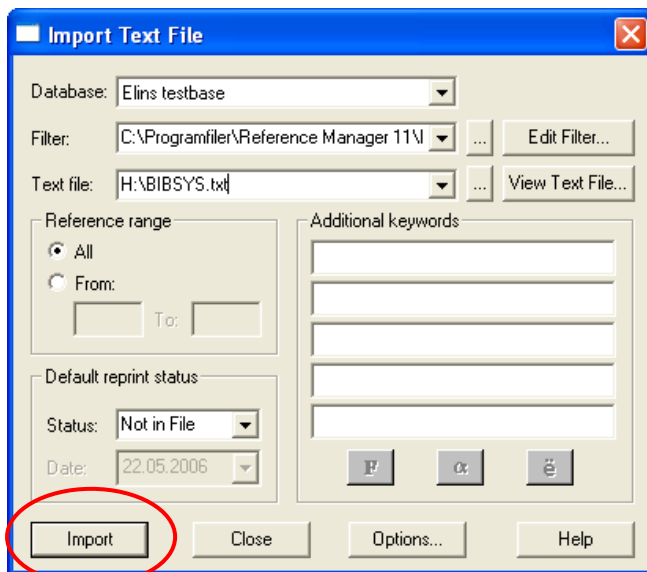 Import Text File
Database: Elins testbase
Filter: C:\Programfiler\Reference Manager 11\I ... Edit Filter...
Text file: H:\BIBSYS.txt ... View Text File...
Reference range
All
From:
To:
Additional keywords
Default reprint status
Status: Not in File
Date: 22.05.2006
F α ë
Import Close Options... Help